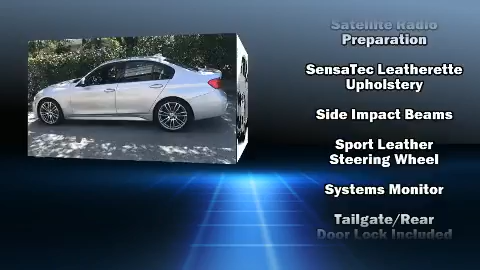 Satellite Radio
Preparation
SensaTec Leatherette
Upholstery
Side Impact Beams
Sport Leather
Steering Wheel
Systems Monitor
Tailgate/Rear
Door Lock Included